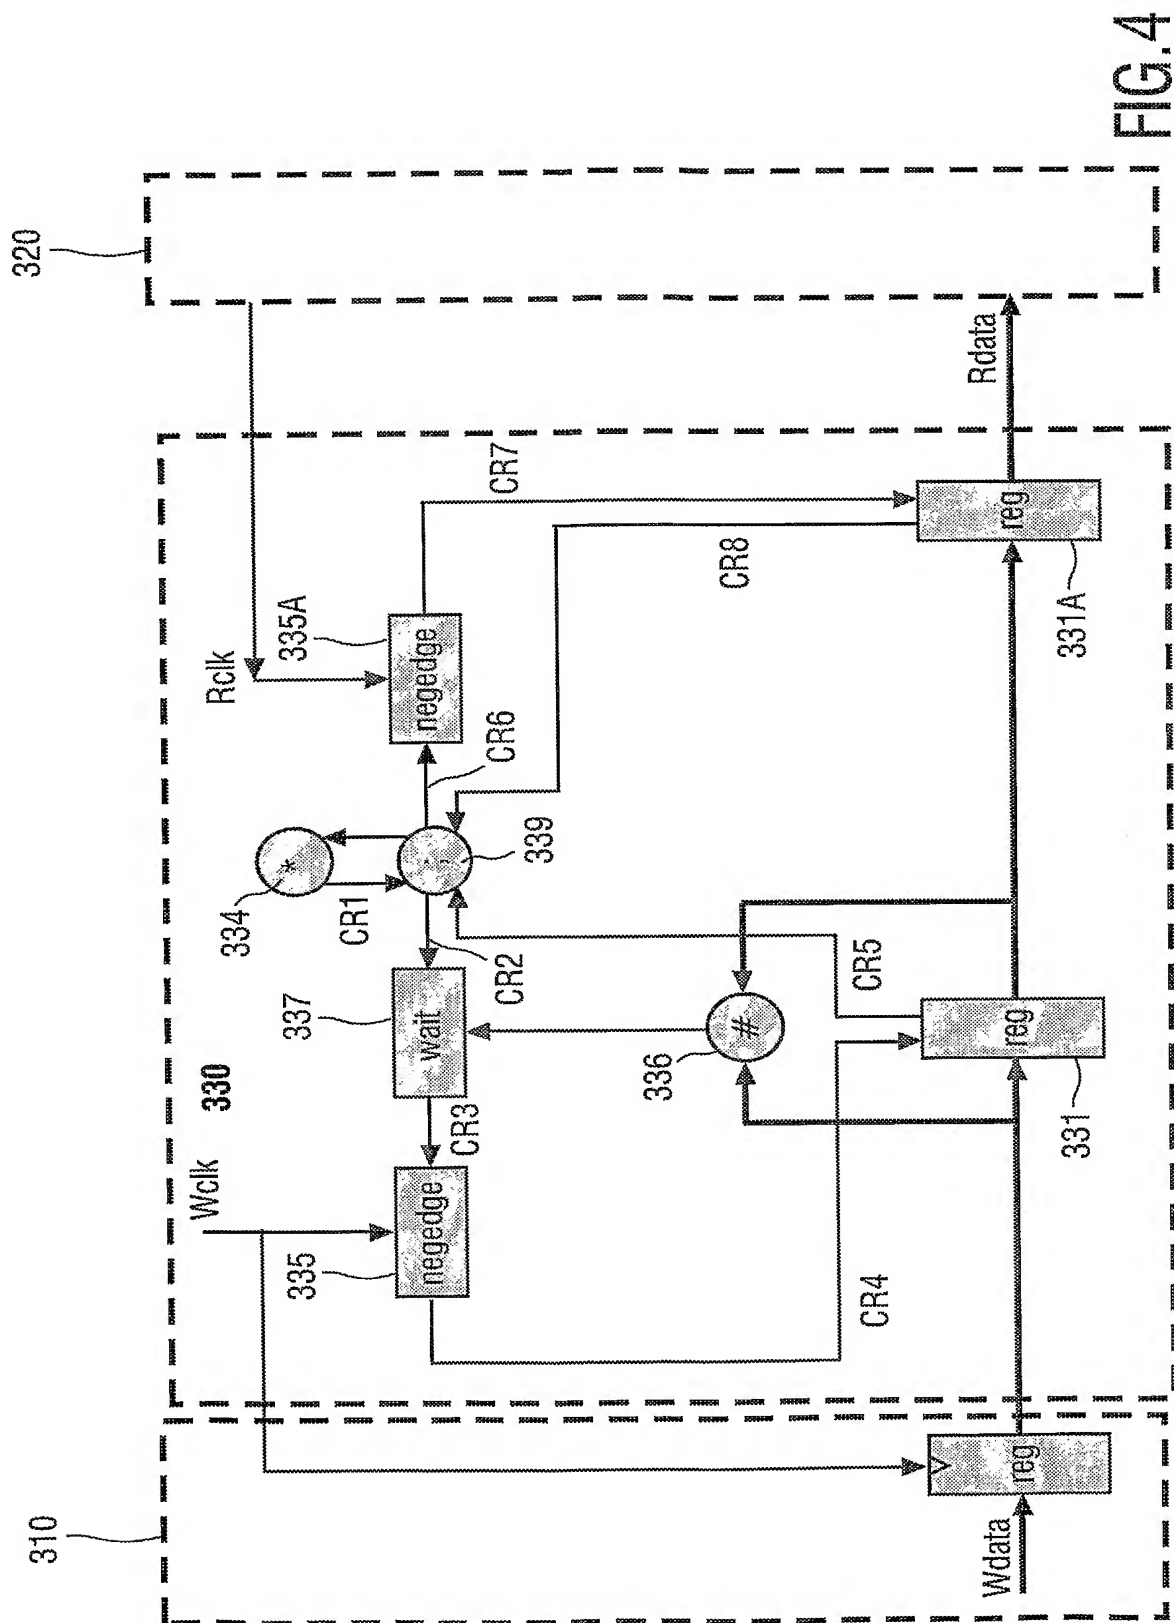 310
320
Wclk
330
Rclk
335
negedge
CR3
337
wait
CR2
334
*
CR1
339
CR6
335A
negedge
CR7
CR8
336
#
CR4
CR5
Wdata
reg
reg
331
reg
331A
Rdata
FIG.4